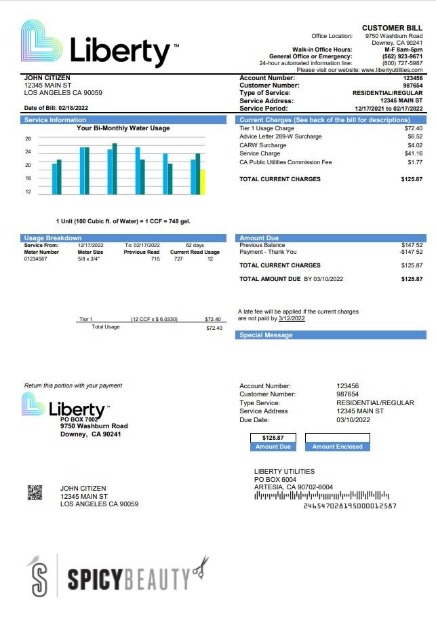 Liberty™
CUSTOMER BILL
Office Location: 9750 Washburn Road
Downey, CA 90241
Walk-in Office Hours: M-F 8am-5pm
General Office or Emergency: (562) 923-9671
24-hour automated information line: (800) 727-5987
Please visit our website: www.libertyutilities.com
JOHN CITIZEN
12345 MAIN ST
LOS ANGELES CA 90059
Date of Bill: 02/15/2022
Account Number: 123456
Customer Number: 987654
Type of Service: RESIDENTIAL/REGULAR
Service Address: 12345 MAIN ST
Service Period: 12/17/2021 to 02/17/2022
Service Information
Your Bi-Monthly Water Usage
28
24
20
16
12
1 Unit (100 Cubic ft. of Water) = 1 CCF = 748 gal.
Current Charges (See back of the bill for descriptions)
Tier 1 Usage Charge $72.40
Advice Letter 289-W Surcharge $6.52
CARW Surcharge $4.02
Service Charge $41.16
CA Public Utilities Commission Fee $1.77
TOTAL CURRENT CHARGES $125.87
Usage Breakdown
Service From: 12/17/2022 To 02/17/2022 62 days
Meter Number Meter Size Previous Read Current Read Usage
01234567 5/8 x 3/4" 715 727 12
Tier 1 (12 CCF x $ 6.0330) $72.40
Total Usage $72.40
Amount Due
Previous Balance $147.52
Payment - Thank You -$147.52
TOTAL CURRENT CHARGES $125.87
TOTAL AMOUNT DUE BY 03/10/2022 $125.87
A late fee will be applied if the current charges
are not paid by 3/12/2022
Special Message
Return this portion with your payment
Liberty™
PO BOX 7002
9750 Washburn Road
Downey, CA 90241
Account Number: 123456
Customer Number: 987654
Type Service: RESIDENTIAL/REGULAR
Service Address 12345 MAIN ST
Due Date: 03/10/2022
$125.87
Amount Due Amount Enclosed
JOHN CITIZEN
12345 MAIN ST
LOS ANGELES CA 90059
LIBERTY UTILITIES
PO BOX 6004
ARTESIA, CA 90702-6004
246547028195000012587
S SPICYBEAUTY